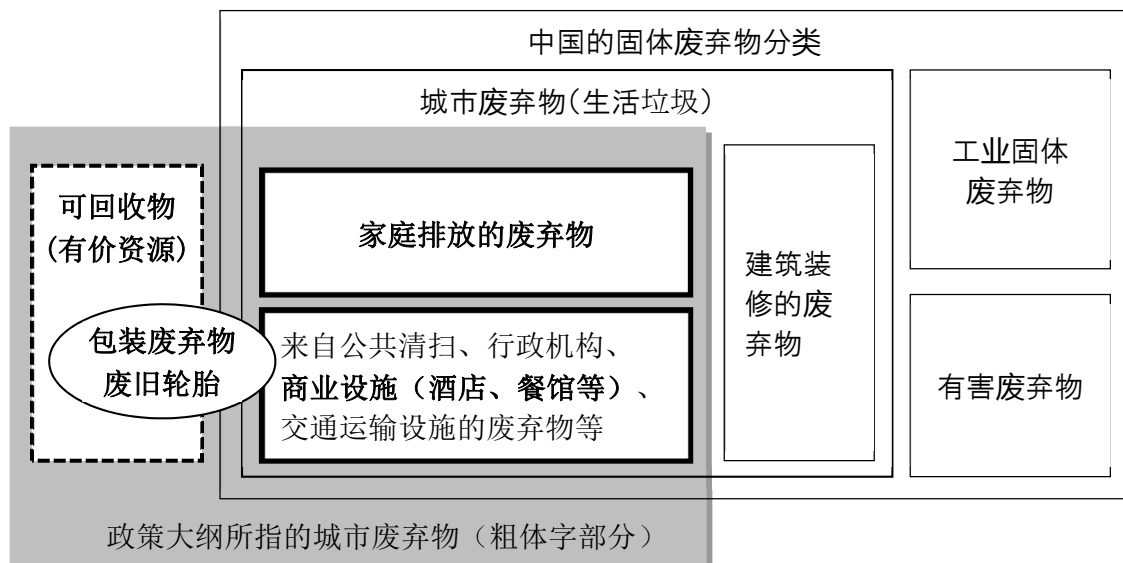 中国的固体废弃物分类
城市废弃物(生活垃圾)
可回收物
(有价资源)
包装废弃物
废旧轮胎
家庭排放的废弃物
来自公共清扫、行政机构、
商业设施（酒店、餐馆等）、
交通运输设施的废弃物等
建筑装
修的废
弃物
工业固体
废弃物
有害废弃物
政策大纲所指的城市废弃物（粗体字部分）